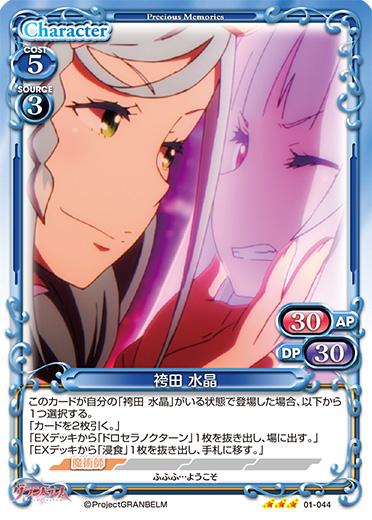 Precious Memories
Character
COST
5
SOURCE
3
30 AP
DP 30
袴田 水晶
このカードが自分の「袴田 水晶」がいる状態で登場した場合、以下から
1つ選択する。
「カードを2枚引く。」
「EXデッキから「ドロセラノクターン」1枚を抜き出し、場に出す。」
「EXデッキから「浸食」1枚を抜き出し、手札に移す。」
魔術師
ふふふ…ようこそ
グランベルム
©ProjectGRANBELM
01-044